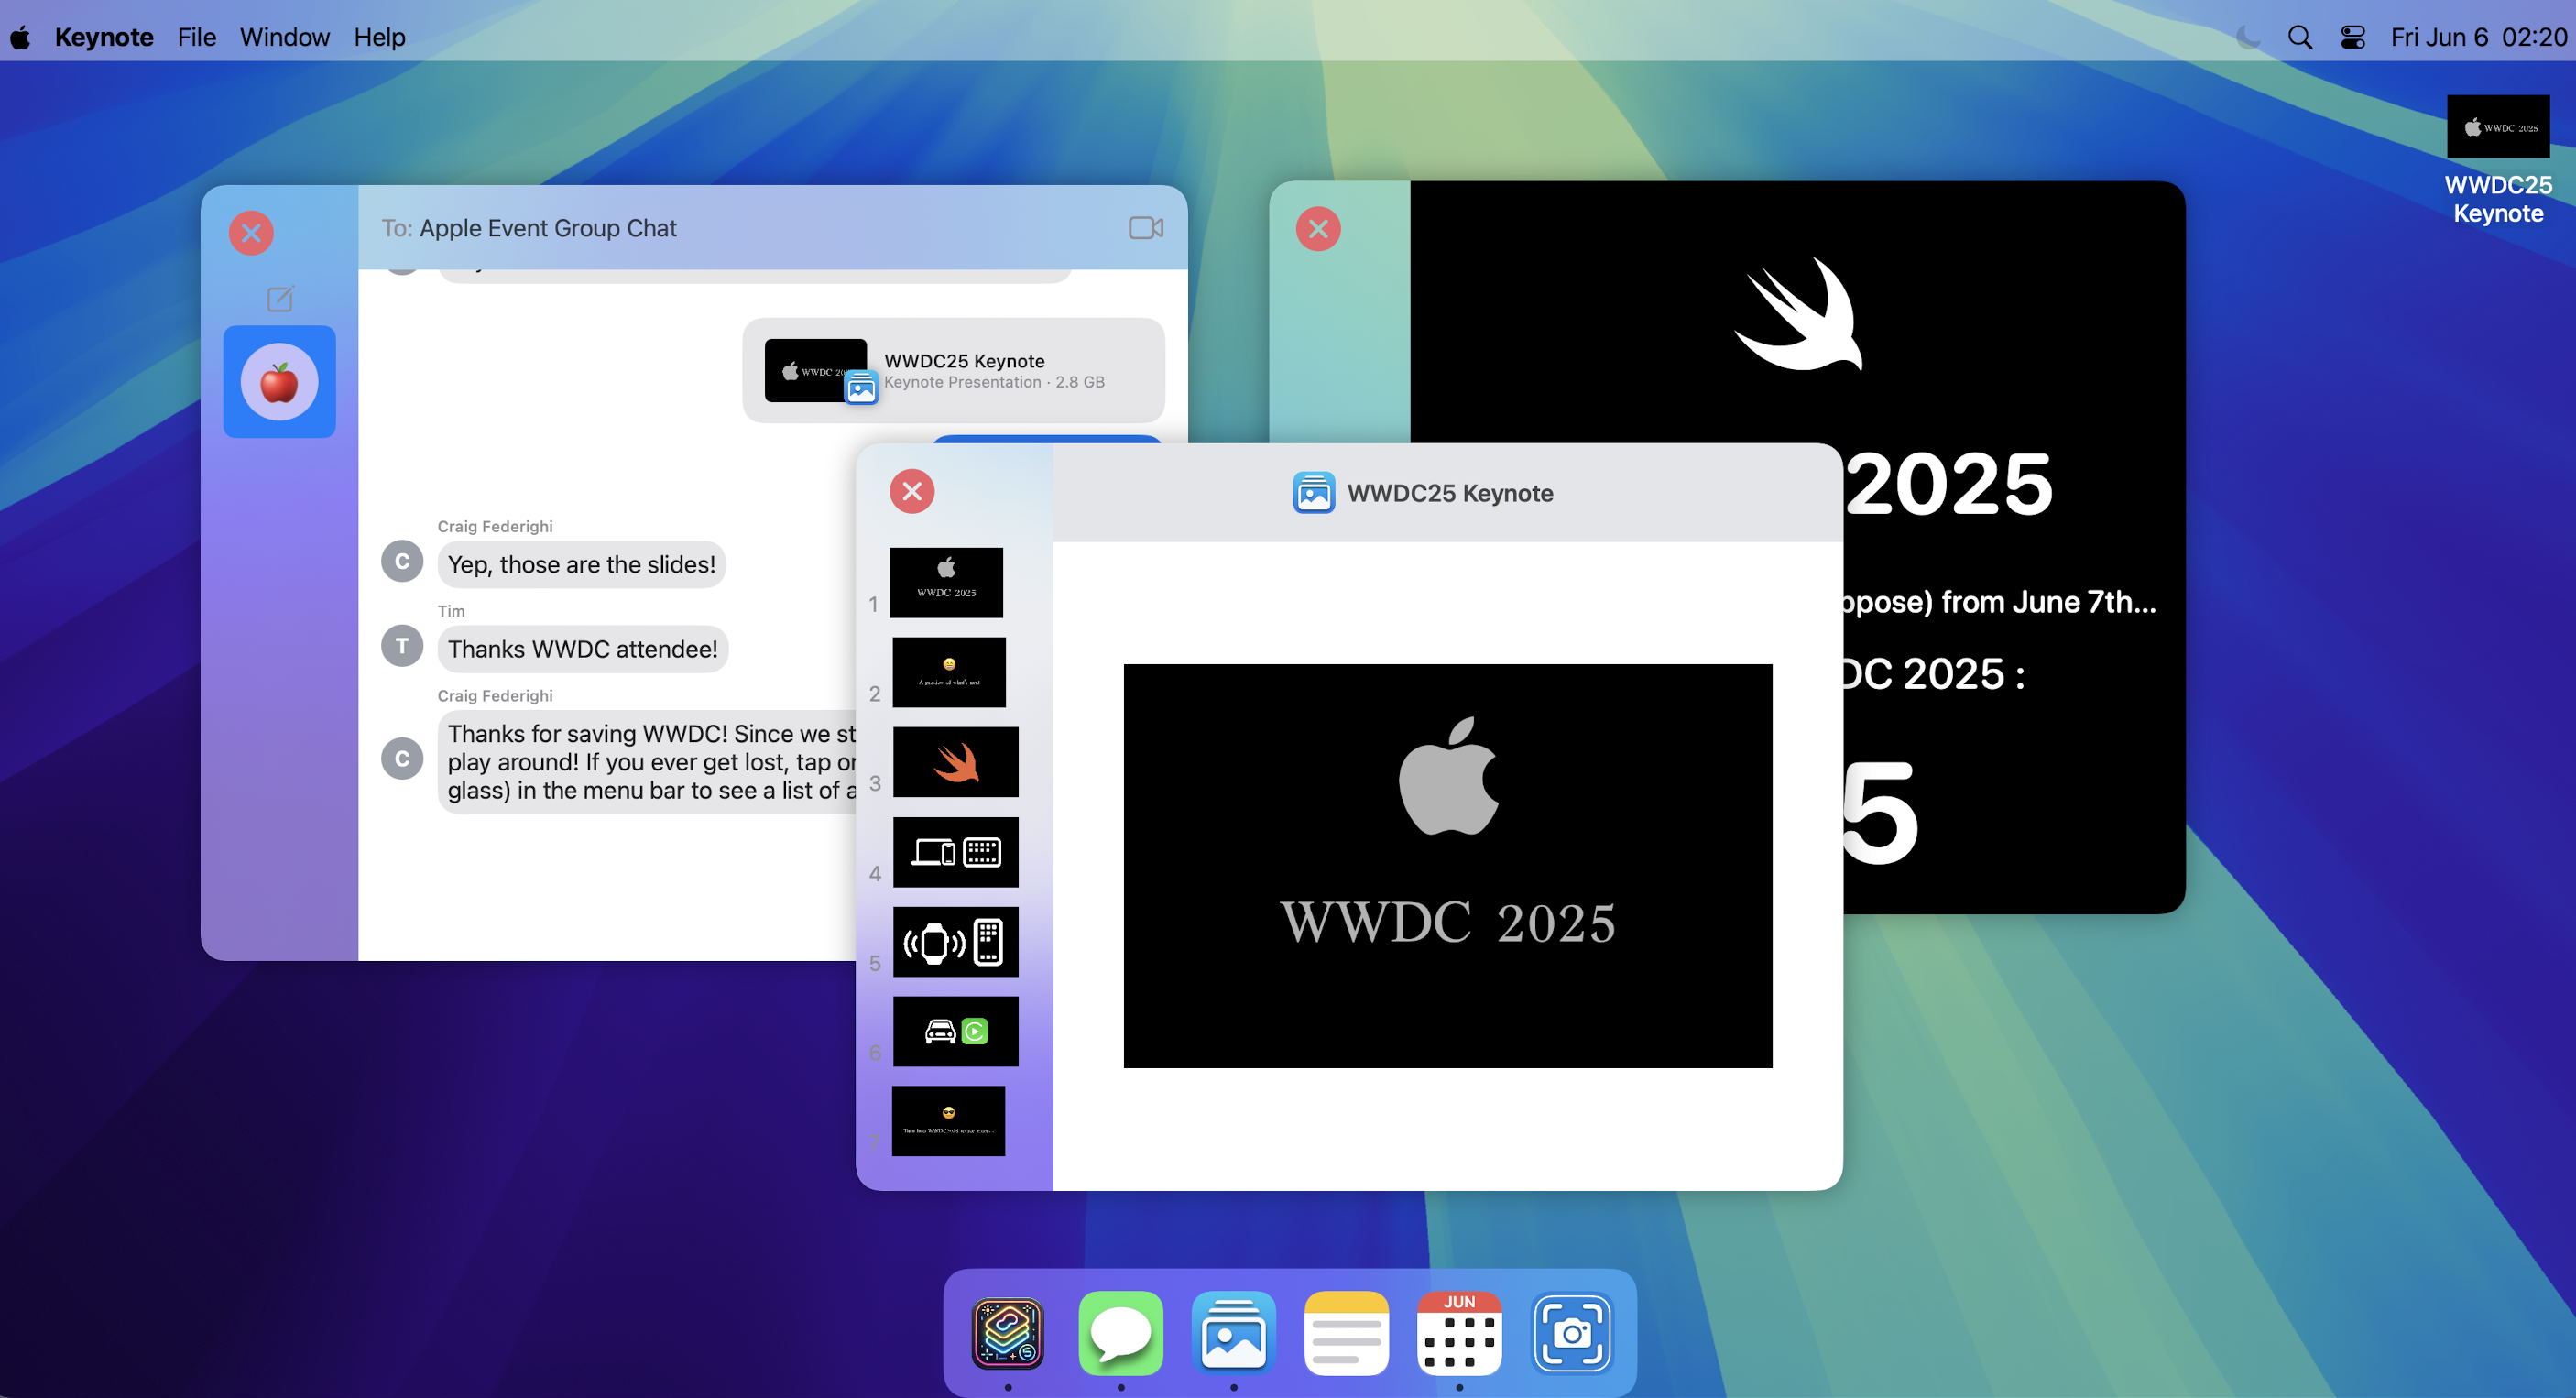 Keynote File Window Help
Fri Jun 6 02:20
WWDC 2025
WWDC25
Keynote
To: Apple Event Group Chat
WWDC 20
WWDC25 Keynote
Keynote Presentation · 2.8 GB
Craig Federighi
C
Yep, those are the slides!
Tim
T
Thanks WWDC attendee!
Craig Federighi
C
Thanks for saving WWDC! Since we st
play around! If you ever get lost, tap or
glass) in the menu bar to see a list of a
2025
ppose) from June 7th...
DC 2025 :
5
WWDC25 Keynote
1
WWDC 2025
2
A preview of what's next
3
4
5
6
7
WWDC 2025
JUN